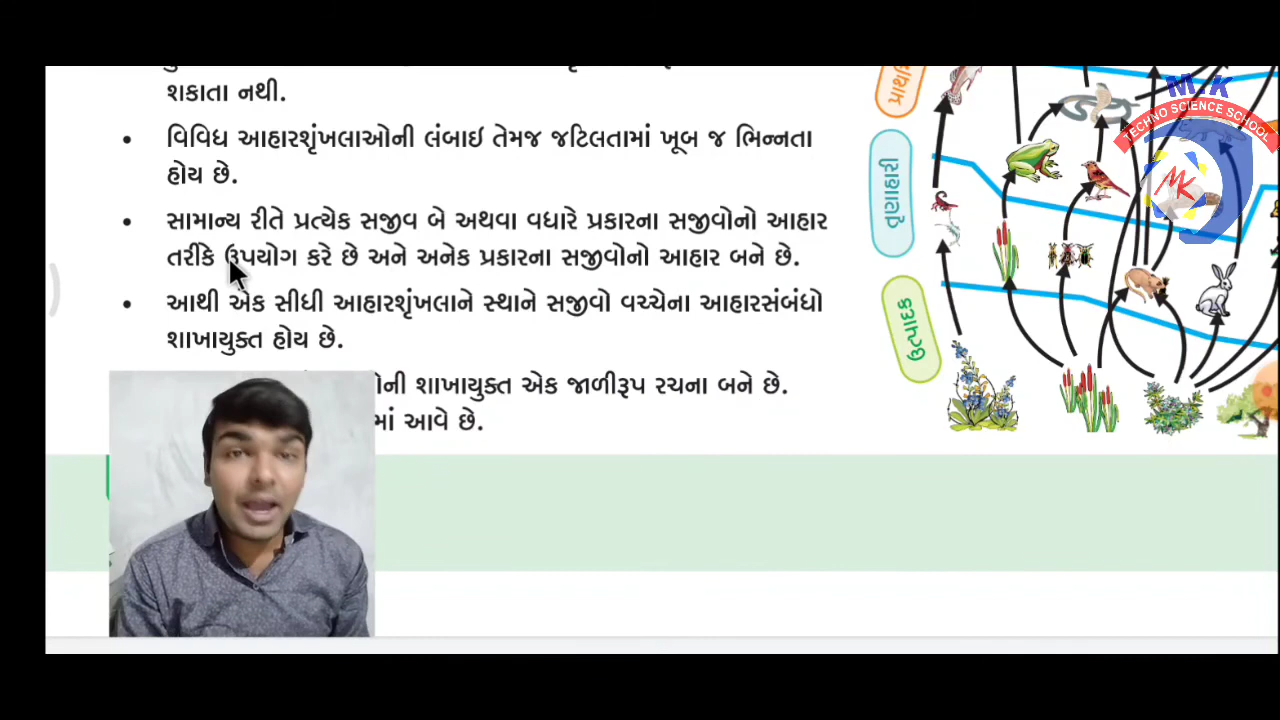 શકાતા નથી.
• વિવિધ આહારશૃંખલાઓની લંબાઈ તેમજ જટિલતામાં ખૂબ જ ભિન્નતા
હોય છે.
• સામાન્ય રીતે પ્રત્યેક સજીવ બે અથવા વધારે પ્રકારના સજીવોનો આહાર
તરીકે ઉપયોગ કરે છે અને અનેક પ્રકારના સજીવોનો આહાર બને છે.
• આથી એક સીધી આહારશૃંખલાને સ્થાને સજીવો વચ્ચેના આહારસંબંધો
શાખાયુક્ત હોય છે.
શાખાયુક્ત એક જાળીરૂપ રચના બને છે.
આવે છે.
તૃણાહારી
ઉત્પાદક
M.K
TECHNO SCIENCE SCHOOL
MK